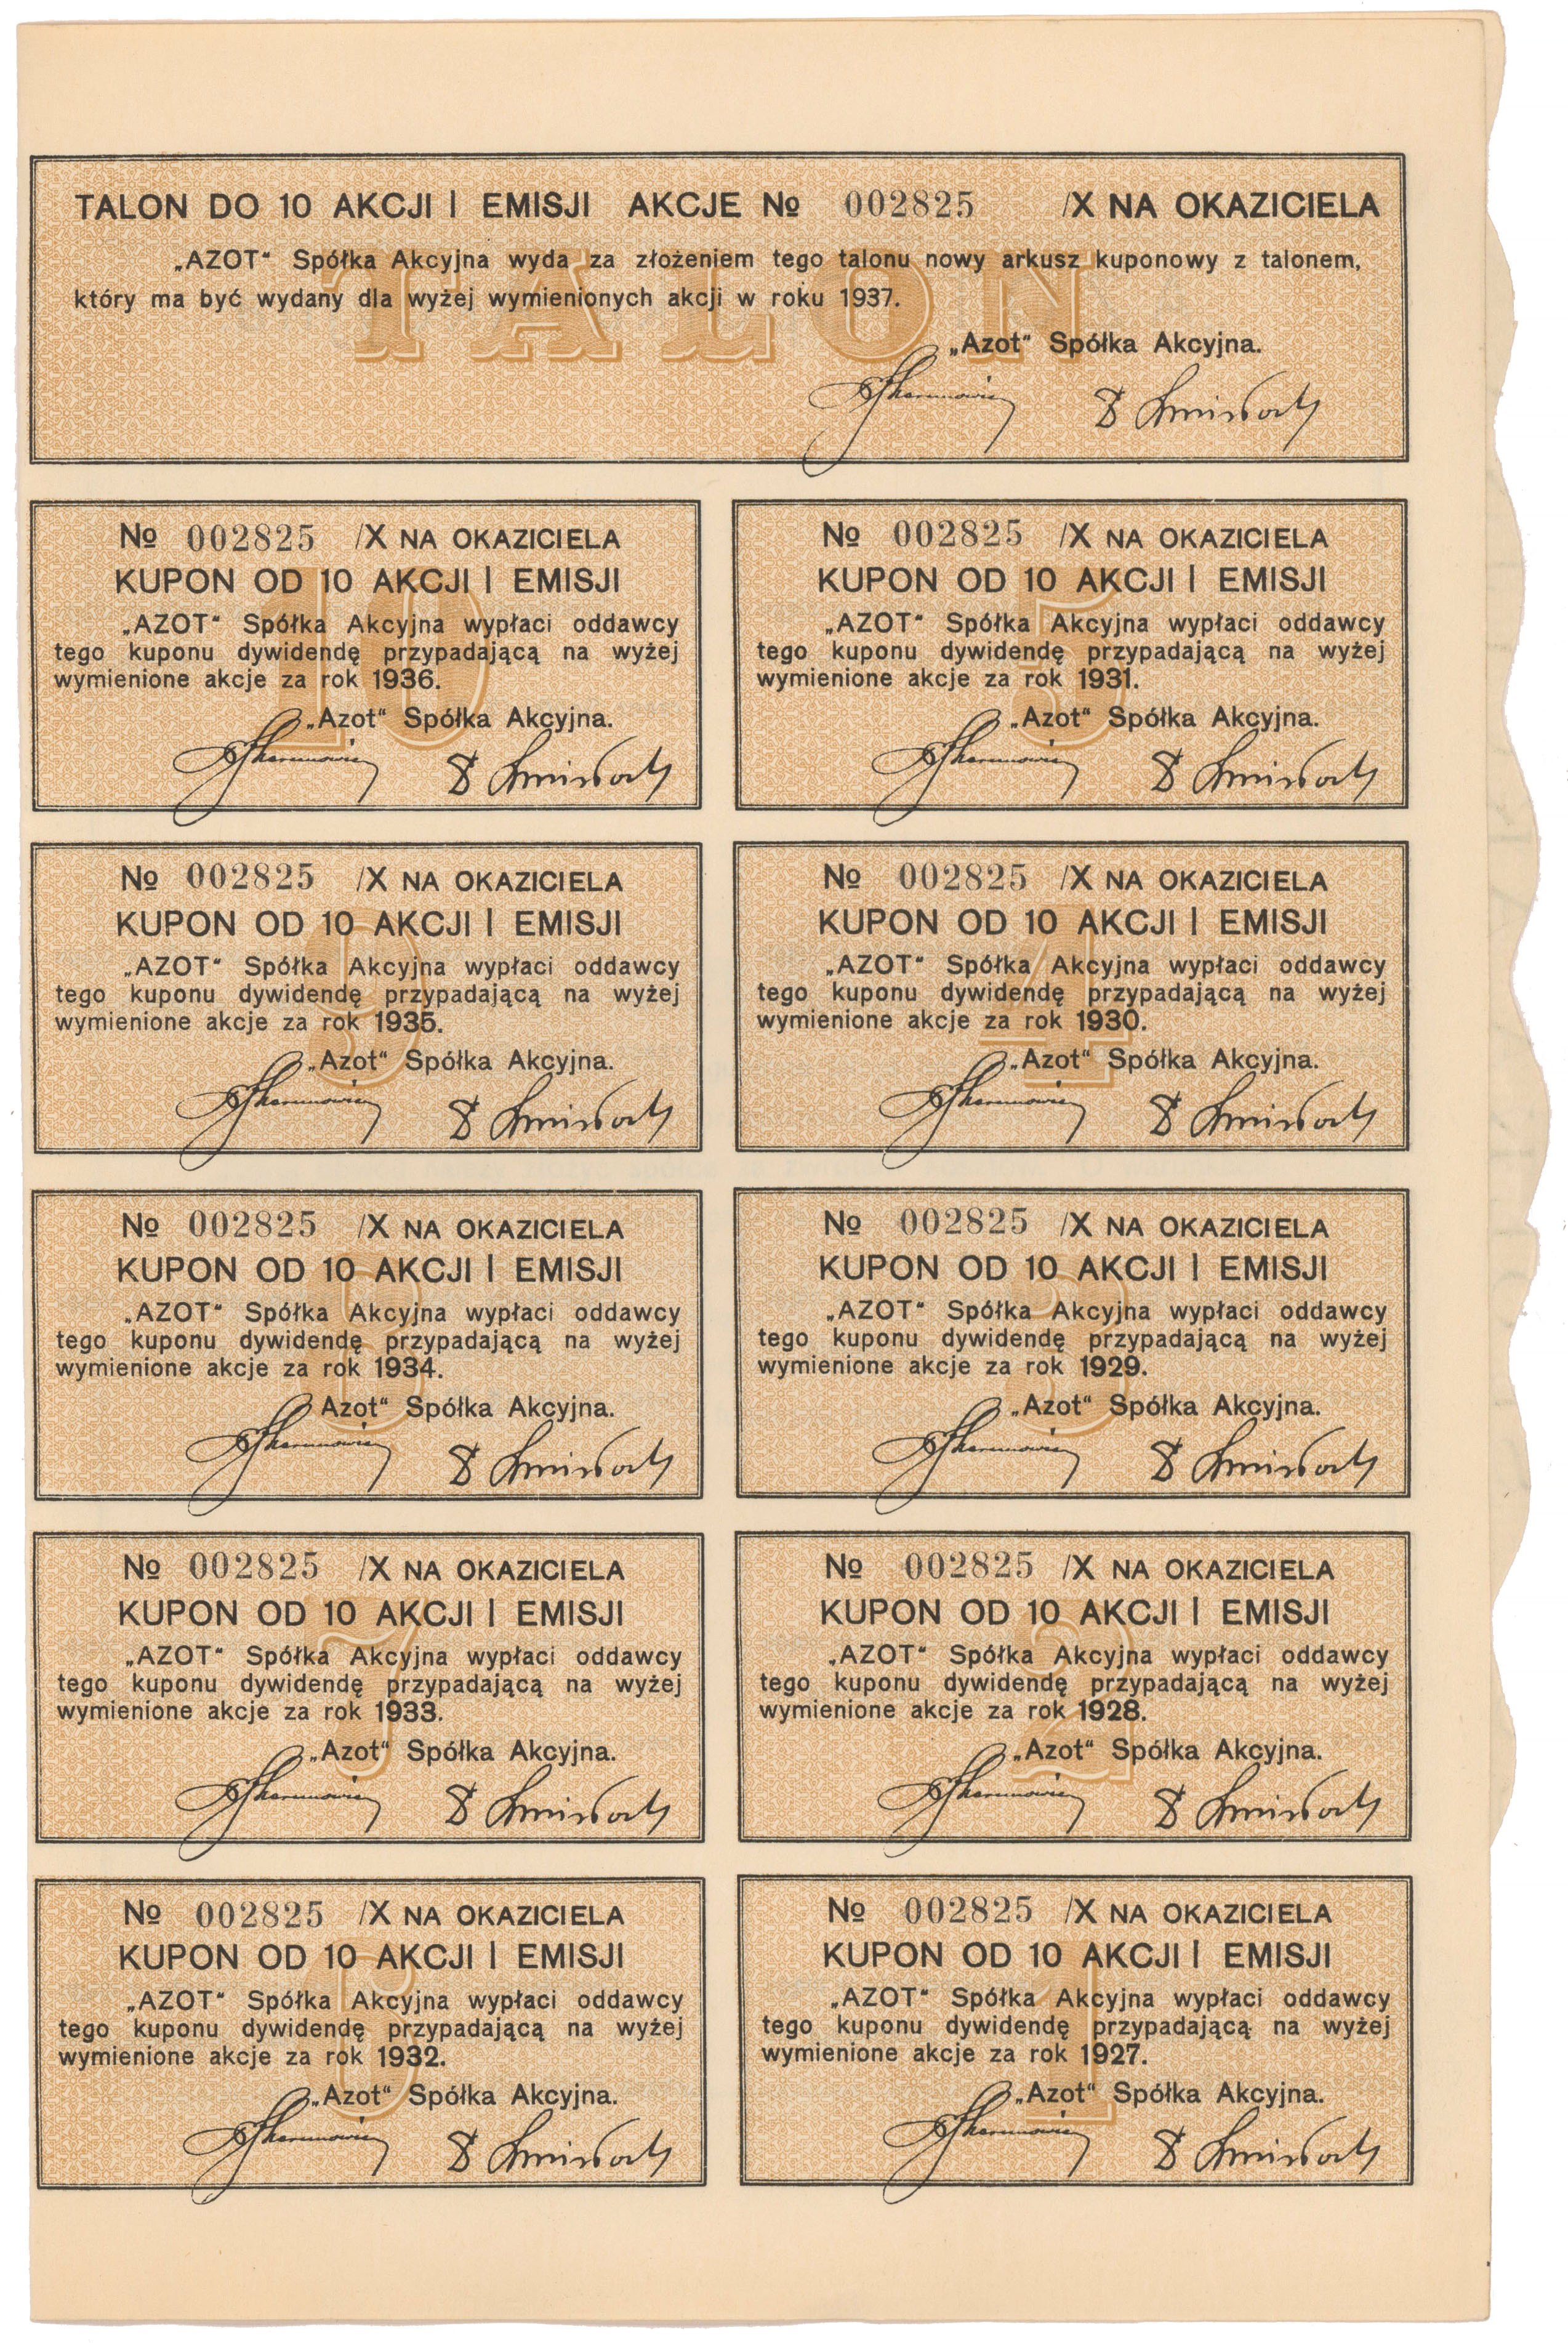 TALON DO 10 AKCJI I EMISJI AKCJE № 002825 /X NA OKAZICIELA
TALON
„AZOT“ Spółka Akcyjna wyda za złożeniem tego talonu nowy arkusz kuponowy z talonem,
który ma być wydany dla wyżej wymienionych akcji w roku 1937.
„Azot“ Spółka Akcyjna.
№ 002825 /X NA OKAZICIELA
KUPON OD 10 AKCJI I EMISJI
10
„AZOT“ Spółka Akcyjna wypłaci oddawcy
tego kuponu dywidendę przypadającą na wyżej
wymienione akcje za rok 1936.
„Azot“ Spółka Akcyjna.
№ 002825 /X NA OKAZICIELA
KUPON OD 10 AKCJI I EMISJI
5
„AZOT“ Spółka Akcyjna wypłaci oddawcy
tego kuponu dywidendę przypadającą na wyżej
wymienione akcje za rok 1931.
„Azot“ Spółka Akcyjna.
№ 002825 /X NA OKAZICIELA
KUPON OD 10 AKCJI I EMISJI
9
„AZOT“ Spółka Akcyjna wypłaci oddawcy
tego kuponu dywidendę przypadającą na wyżej
wymienione akcje za rok 1935.
„Azot“ Spółka Akcyjna.
№ 002825 /X NA OKAZICIELA
KUPON OD 10 AKCJI I EMISJI
4
„AZOT“ Spółka Akcyjna wypłaci oddawcy
tego kuponu dywidendę przypadającą na wyżej
wymienione akcje za rok 1930.
„Azot“ Spółka Akcyjna.
№ 002825 /X NA OKAZICIELA
KUPON OD 10 AKCJI I EMISJI
8
„AZOT“ Spółka Akcyjna wypłaci oddawcy
tego kuponu dywidendę przypadającą na wyżej
wymienione akcje za rok 1934.
Azot“ Spółka Akcyjna.
№ 002825 /X NA OKAZICIELA
KUPON OD 10 AKCJI I EMISJI
3
„AZOT“ Spółka Akcyjna wypłaci oddawcy
tego kuponu dywidendę przypadającą na wyżej
wymienione akcje za rok 1929.
„Azot“ Spółka Akcyjna.
№ 002825 /X NA OKAZICIELA
KUPON OD 10 AKCJI I EMISJI
7
„AZOT“ Spółka Akcyjna wypłaci oddawcy
tego kuponu dywidendę przypadającą na wyżej
wymienione akcje za rok 1933.
„Azot“ Spółka Akcyjna.
№ 002825 /X NA OKAZICIELA
KUPON OD 10 AKCJI I EMISJI
2
„AZOT“ Spółka Akcyjna wypłaci oddawcy
tego kuponu dywidendę przypadającą na wyżej
wymienione akcje za rok 1928.
„Azot“ Spółka Akcyjna.
№ 002825 /X NA OKAZICIELA
KUPON OD 10 AKCJI I EMISJI
6
„AZOT“ Spółka Akcyjna wypłaci oddawcy
tego kuponu dywidendę przypadającą na wyżej
wymienione akcje za rok 1932.
„Azot“ Spółka Akcyjna.
№ 002825 /X NA OKAZICIELA
KUPON OD 10 AKCJI I EMISJI
1
„AZOT“ Spółka Akcyjna wypłaci oddawcy
tego kuponu dywidendę przypadającą na wyżej
wymienione akcje za rok 1927.
„Azot“ Spółka Akcyjna.